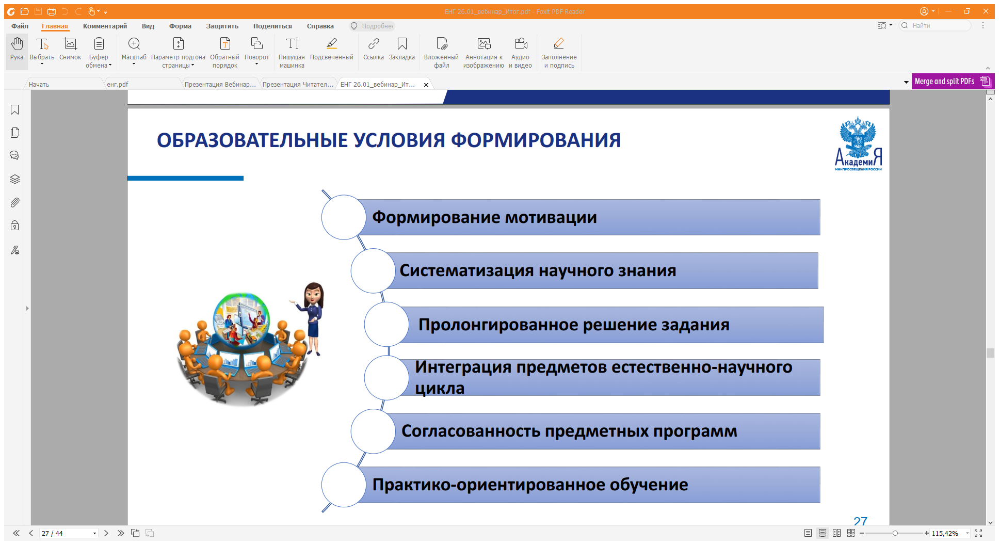 ЕНГ 26.01_вебинар_Итог.pdf - Foxit PDF Reader
Файл Главная Комментарий Вид Форма Защитить Поделиться Справка Подробнее Найти
Рука Выбрать Снимок Буфер обмена Масштаб Параметр подгона страницы Обратный порядок Поворот Пишущая машинка Подсвеченный Ссылка Закладка Вложенный файл Аннотация к изображению Аудио и видео Заполнение и подпись
Начать енг.pdf Презентация Вебинар... Презентация Читател... ЕНГ 26.01_вебинар_Ит... Merge and split PDFs
ОБРАЗОВАТЕЛЬНЫЕ УСЛОВИЯ ФОРМИРОВАНИЯ
АкадемиЯ
МИНПРОСВЕЩЕНИЯ РОССИИ
Формирование мотивации
Систематизация научного знания
Пролонгированное решение задания
Интеграция предметов естественно-научного
цикла
Согласованность предметных программ
Практико-ориентированное обучение
27
27 / 44 115,42%